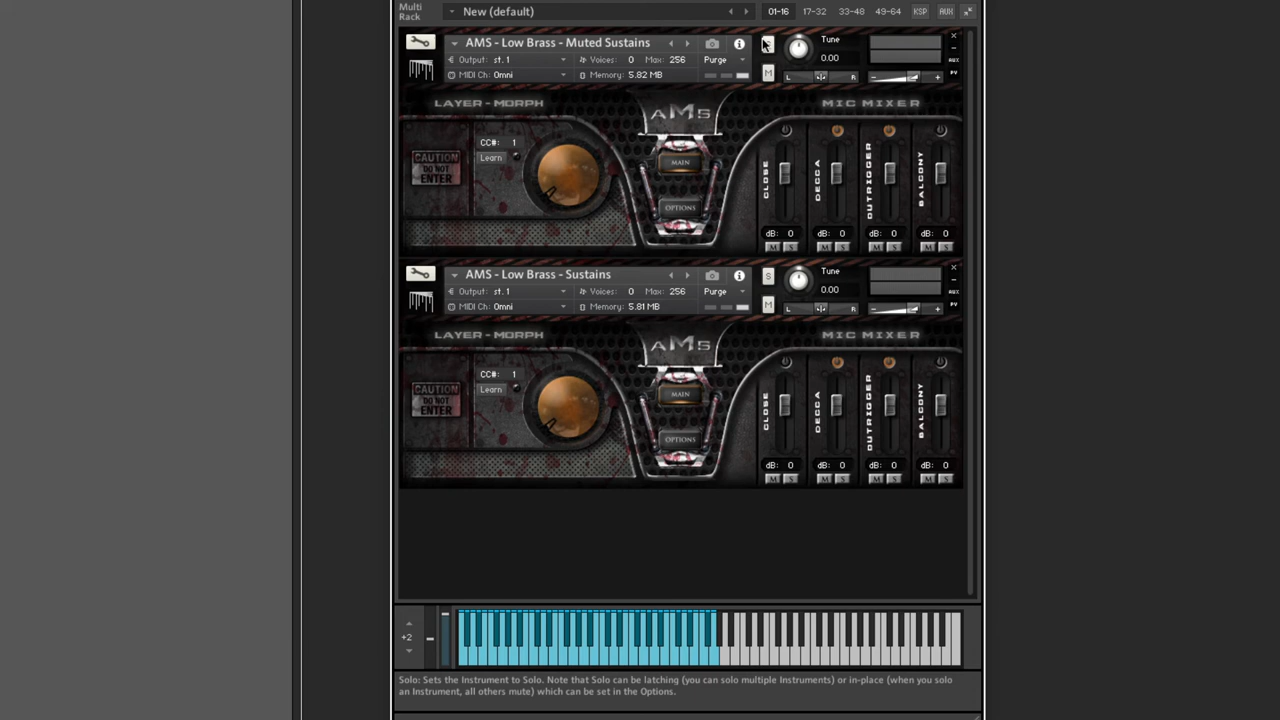 Multi
Rack
New (default)
01-16 17-32 33-48 49-64 KSP AUX
AMS - Low Brass - Muted Sustains
Output: st. 1 Voices: 0 Max: 256 Purge
MIDI Ch: Omni Memory: 5.82 MB
M
Tune
0.00
L R
AUX
PV
LAYER - MORPH
AMS
MIC MIXER
CC#: 1
Learn
CAUTION
DO NOT
ENTER
MAIN
OPTIONS
CLOSE
DECCA
OUTRIGGER
BALCONY
dB: 0 dB: 0 dB: 0 dB: 0
M S M S M S M S
AMS - Low Brass - Sustains
Output: st. 1 Voices: 0 Max: 256 Purge
MIDI Ch: Omni Memory: 5.81 MB
S
M
Tune
0.00
L R
AUX
PV
LAYER - MORPH
AMS
MIC MIXER
CC#: 1
Learn
CAUTION
DO NOT
ENTER
MAIN
OPTIONS
CLOSE
DECCA
OUTRIGGER
BALCONY
dB: 0 dB: 0 dB: 0 dB: 0
M S M S M S M S
+2
Solo: Sets the Instrument to Solo. Note that Solo can be latching (you can solo multiple Instruments) or in-place (when you solo
an Instrument, all others mute) which can be set in the Options.